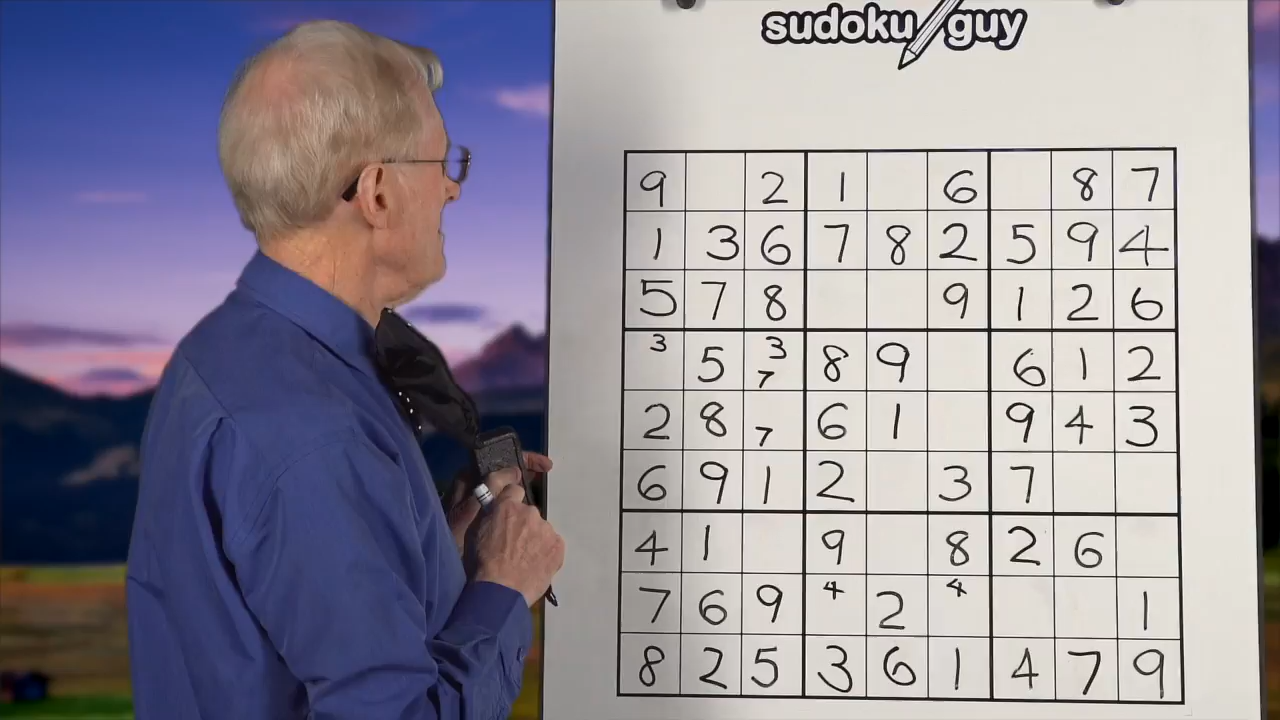 sudoku guy
9 2 1 6 8 7
1 3 6 7 8 2 5 9 4
5 7 8 9 1 2 6
3 5 3 7 8 9 6 1 2
2 8 7 6 1 9 4 3
6 9 1 2 3 7
4 1 9 8 2 6
7 6 9 4 2 4 1
8 2 5 3 6 1 4 7 9